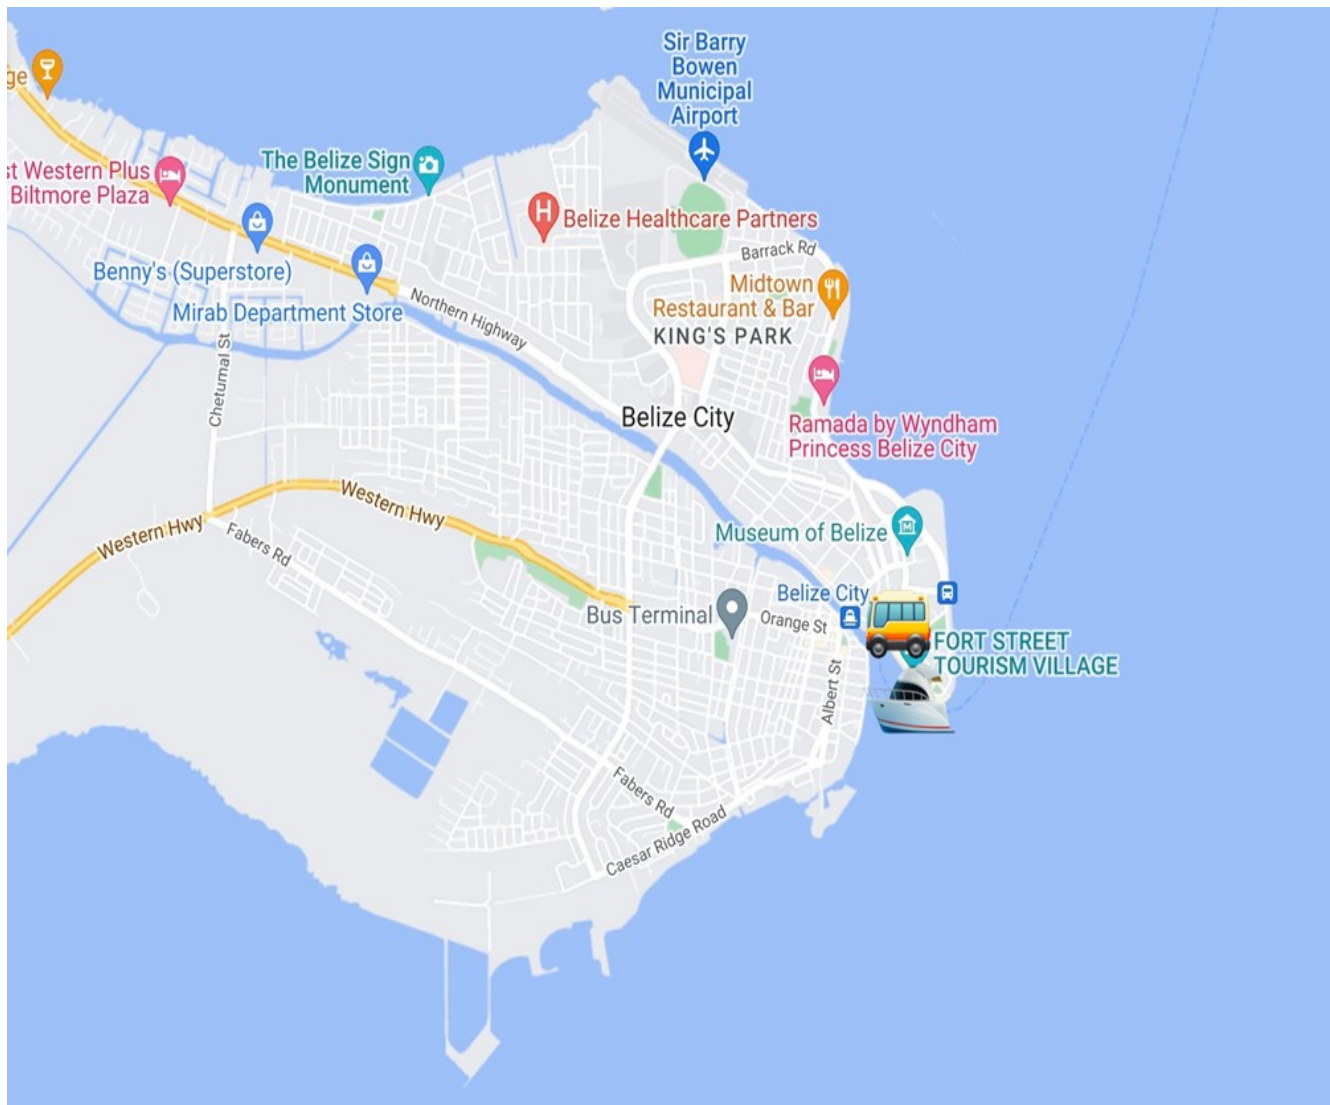 Sir Barry
Bowen
Municipal
Airport
ge
The Belize Sign
Monument
st Western Plus
Biltmore Plaza
Belize Healthcare Partners
Barrack Rd
Benny's (Superstore)
Midtown
Restaurant & Bar
Mirab Department Store
Northern Highway
KING'S PARK
Chetumal St
Belize City
Ramada by Wyndham
Princess Belize City
Western Hwy
Western Hwy
Fabers Rd
Museum of Belize
Belize City
Bus Terminal
Orange St
FORT STREET
TOURISM VILLAGE
Albert St
Fabers Rd
Caesar Ridge Road
H
M